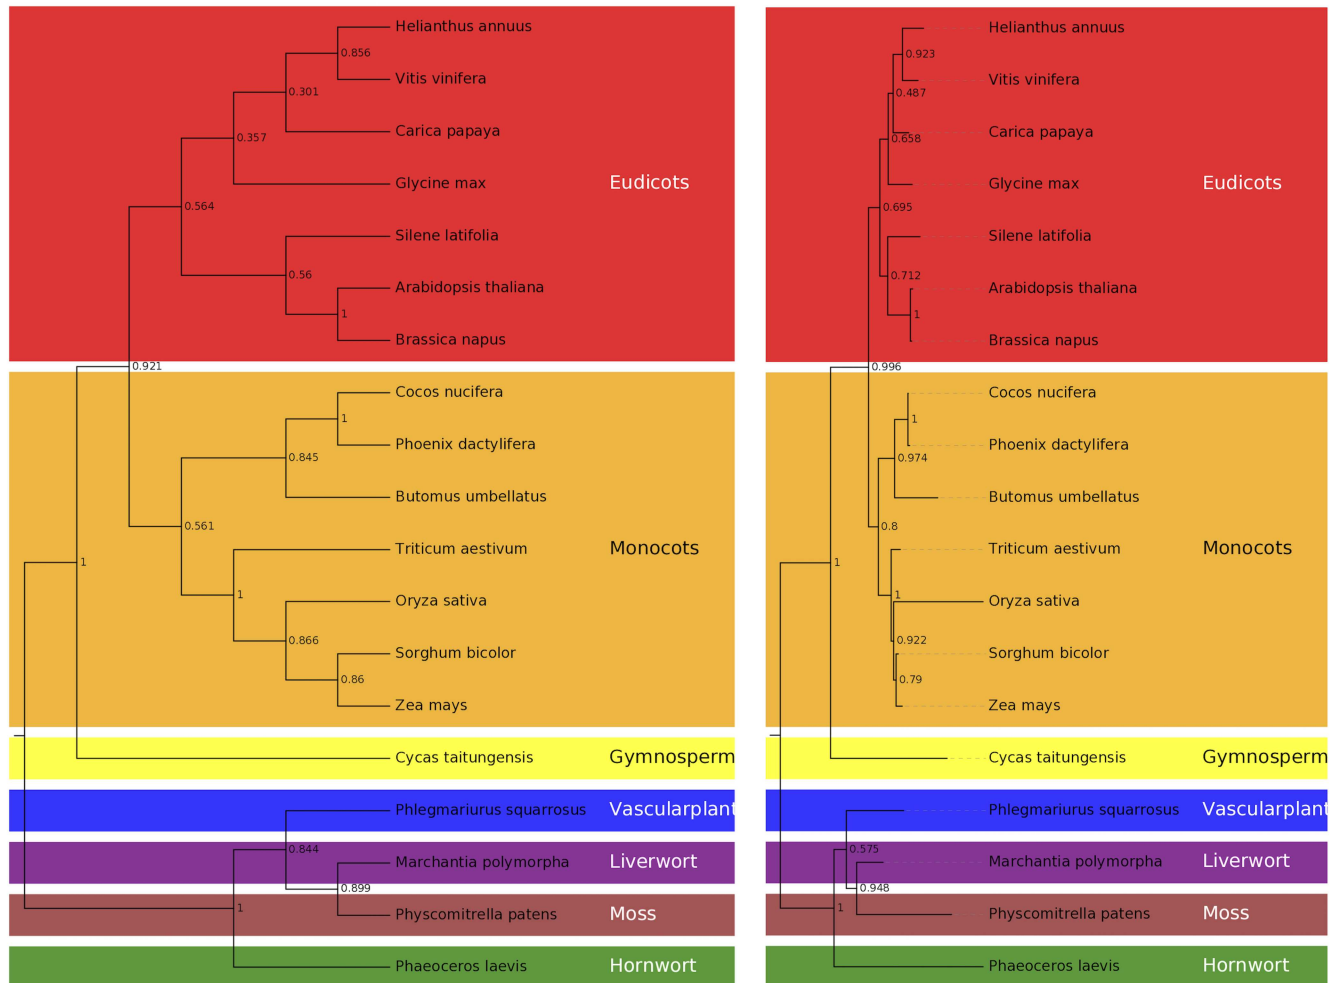 Helianthus annuus
0.856
Vitis vinifera
0.301
Carica papaya
0.357
Glycine max
Eudicots
0.564
Silene latifolia
0.56
Arabidopsis thaliana
1
Brassica napus
0.921
Cocos nucifera
1
Phoenix dactylifera
0.845
Butomus umbellatus
0.561
Triticum aestivum
Monocots
1
1
Oryza sativa
0.866
Sorghum bicolor
0.86
Zea mays
Cycas taitungensis
Gymnosperm
Phlegmariurus squarrosus
Vascularplant
0.844
Marchantia polymorpha
Liverwort
0.899
1
Physcomitrella patens
Moss
Phaeoceros laevis
Hornwort
Helianthus annuus
0.923
Vitis vinifera
0.487
Carica papaya
0.658
Glycine max
Eudicots
0.695
Silene latifolia
0.712
Arabidopsis thaliana
1
Brassica napus
0.996
Cocos nucifera
1
Phoenix dactylifera
0.974
Butomus umbellatus
0.8
Triticum aestivum
Monocots
1
1
Oryza sativa
0.922
Sorghum bicolor
0.79
Zea mays
Cycas taitungensis
Gymnosperm
Phlegmariurus squarrosus
Vascularplant
0.575
Marchantia polymorpha
Liverwort
0.948
1
Physcomitrella patens
Moss
Phaeoceros laevis
Hornwort